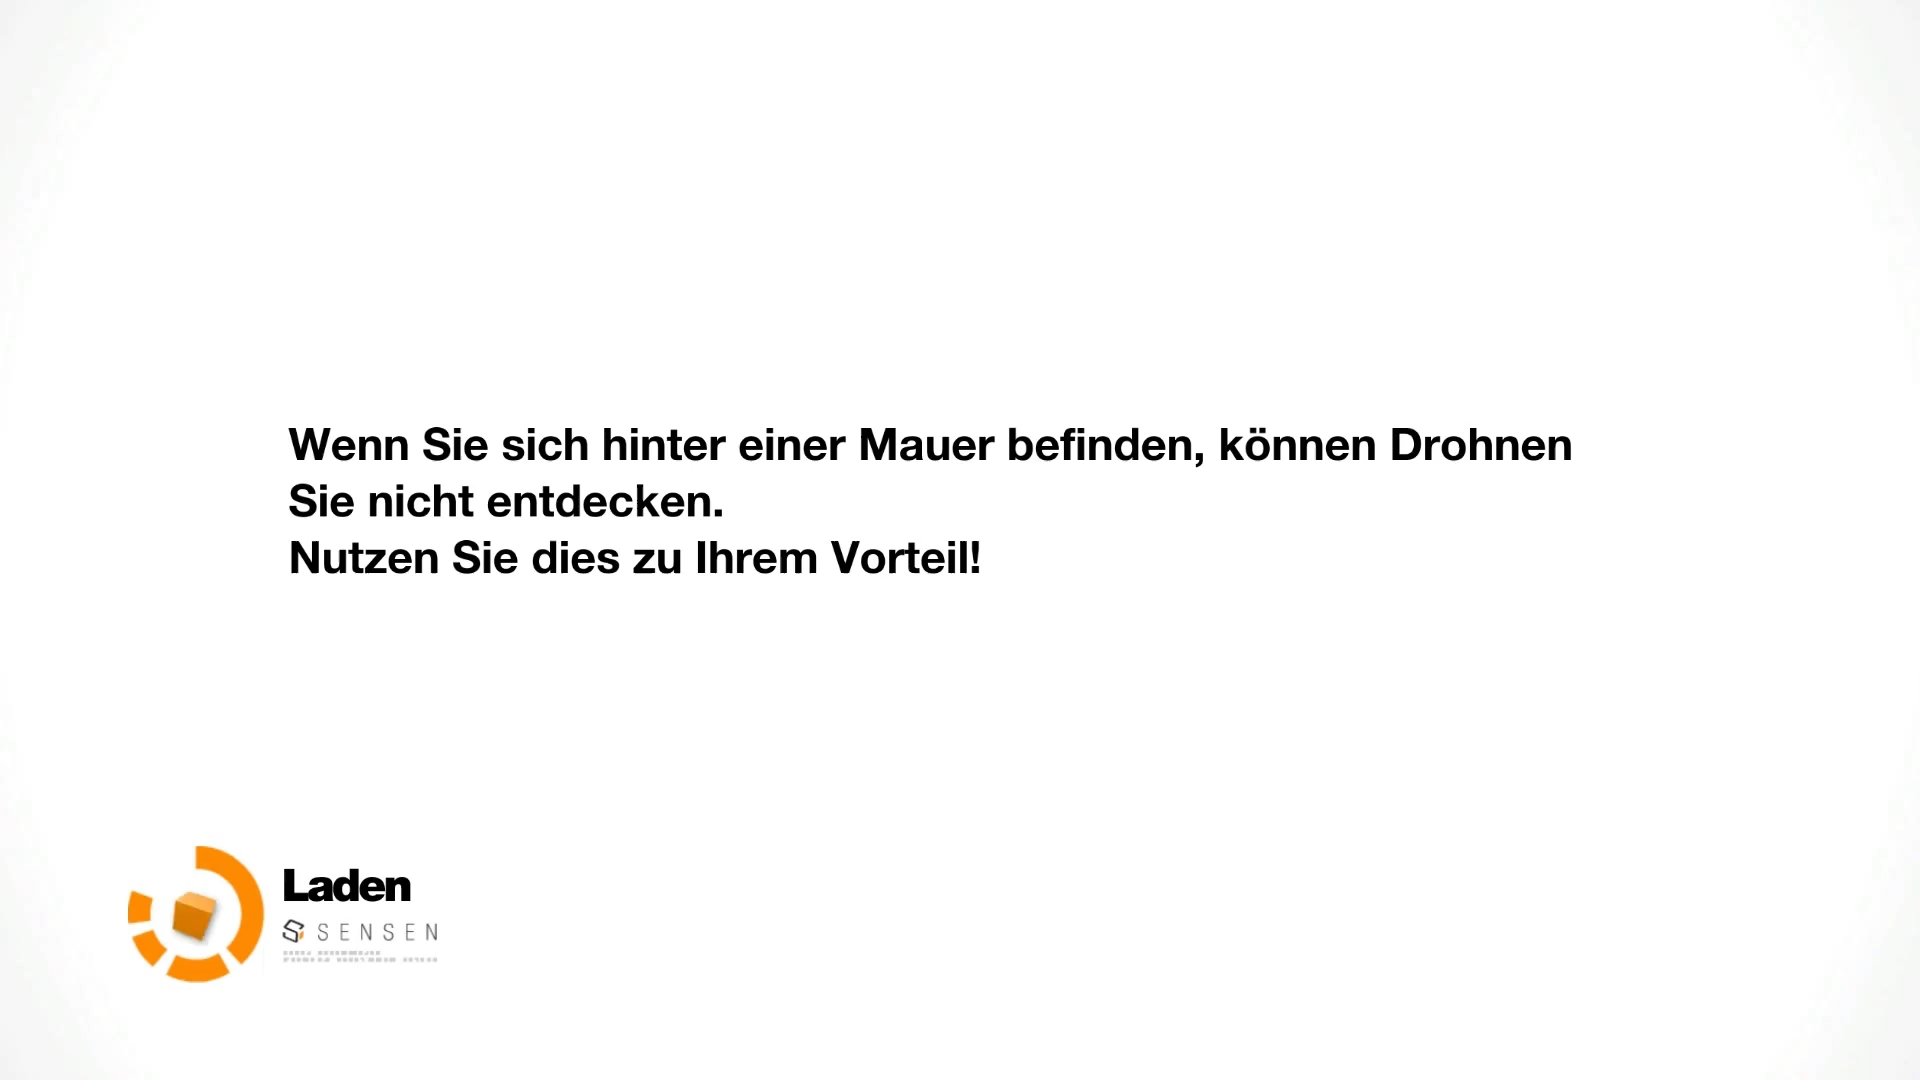 Wenn Sie sich hinter einer Mauer befinden, können Drohnen
Sie nicht entdecken.
Nutzen Sie dies zu Ihrem Vorteil!
Laden
SENSEN